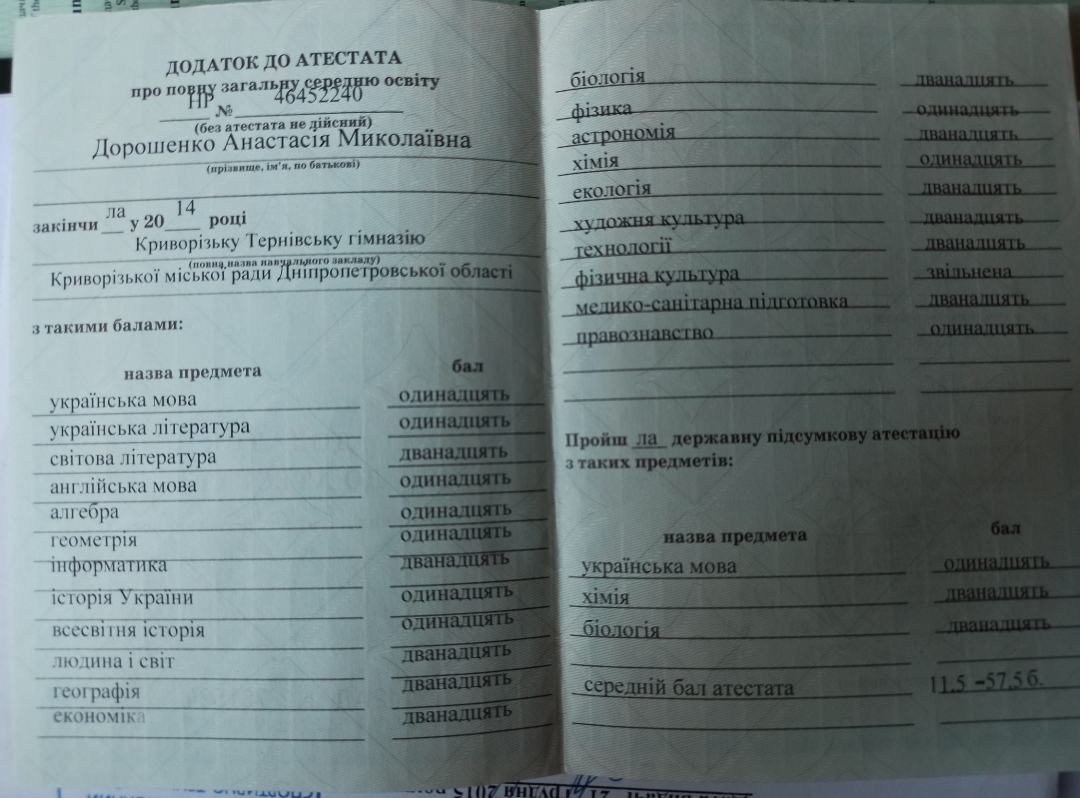 ДОДАТОК ДО АТЕСТАТА
про повну загальну середню освіту
НР № 46452240
(без атестата не дійсний)
Дорошенко Анастасія Миколаївна
(прізвище, ім'я, по батькові)
закінчи ла у 20 14 році
Криворізьку Тернівську гімназію
(повна назва навчального закладу)
Криворізької міської ради Дніпропетровської області
з такими балами:
назва предмета бал
українська мова одинадцять
українська література одинадцять
світова література дванадцять
англійська мова одинадцять
алгебра одинадцять
геометрія одинадцять
інформатика дванадцять
історія України одинадцять
всесвітня історія одинадцять
людина і світ дванадцять
географія дванадцять
економіка дванадцять
біологія дванадцять
фізика одинадцять
астрономія дванадцять
хімія одинадцять
екологія дванадцять
художня культура дванадцять
технології дванадцять
фізична культура звільнена
медико-санітарна підготовка дванадцять
правознавство одинадцять
Пройш ла державну підсумкову атестацію
з таких предметів:
назва предмета бал
українська мова одинадцять
хімія дванадцять
біологія дванадцять
середній бал атестата 11,5 -57,5 б.